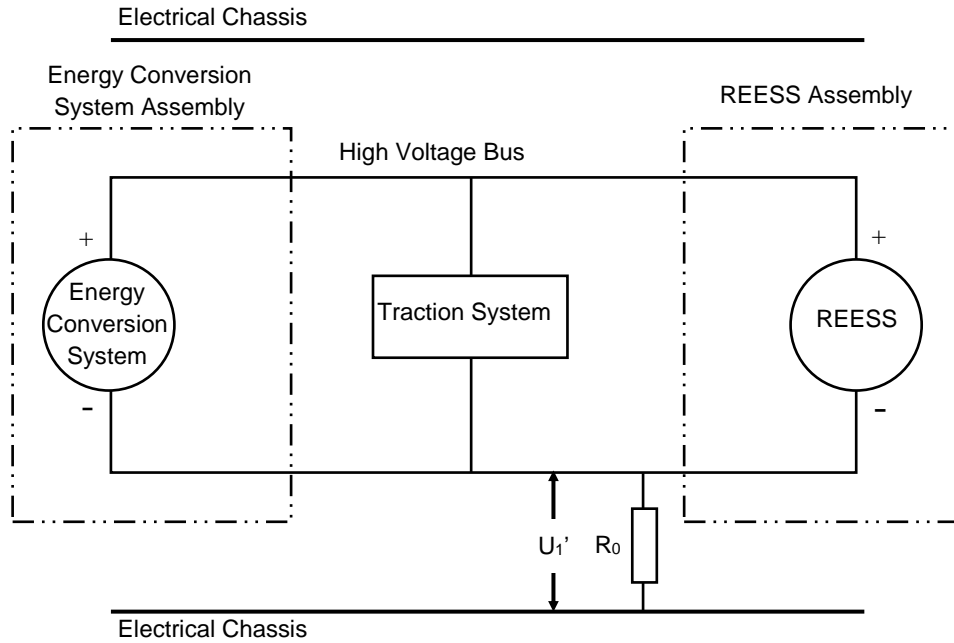 Electrical Chassis
Energy Conversion
System Assembly
REESS Assembly
High Voltage Bus
+
+
Energy
Conversion
System
Traction System
REESS
-
-
U₁’
R₀
Electrical Chassis